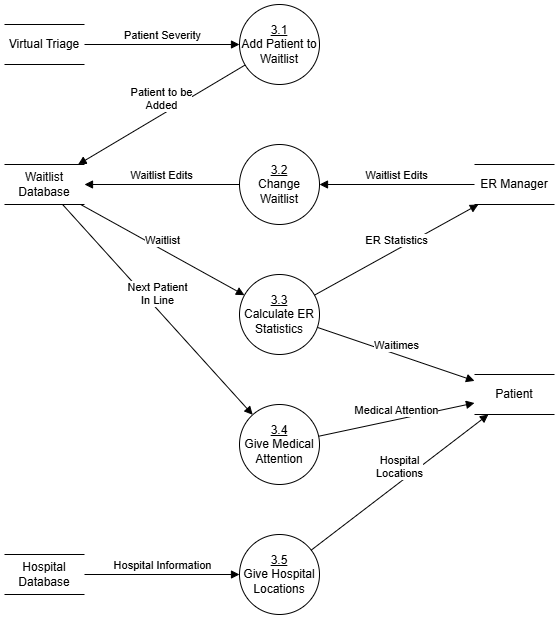 Virtual Triage
Patient Severity
3.1
Add Patient to
Waitlist
Patient to be
Added
Waitlist
Database
Waitlist Edits
3.2
Change
Waitlist
Waitlist Edits
ER Manager
Waitlist
ER Statistics
Next Patient
In Line
3.3
Calculate ER
Statistics
Waitimes
Patient
Medical Attention
3.4
Give Medical
Attention
Hospital
Locations
Hospital
Database
Hospital Information
3.5
Give Hospital
Locations